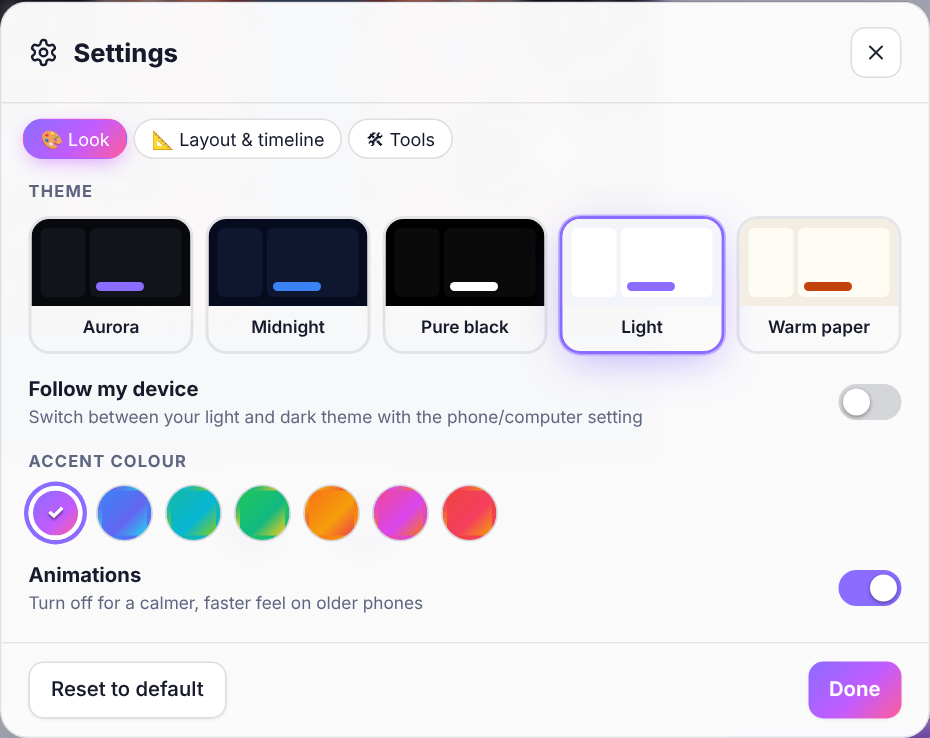 Settings
🎨 Look
📐 Layout & timeline
🛠 Tools
THEME
Aurora
Midnight
Pure black
Light
Warm paper
Follow my device
Switch between your light and dark theme with the phone/computer setting
ACCENT COLOUR
Animations
Turn off for a calmer, faster feel on older phones
Reset to default
Done